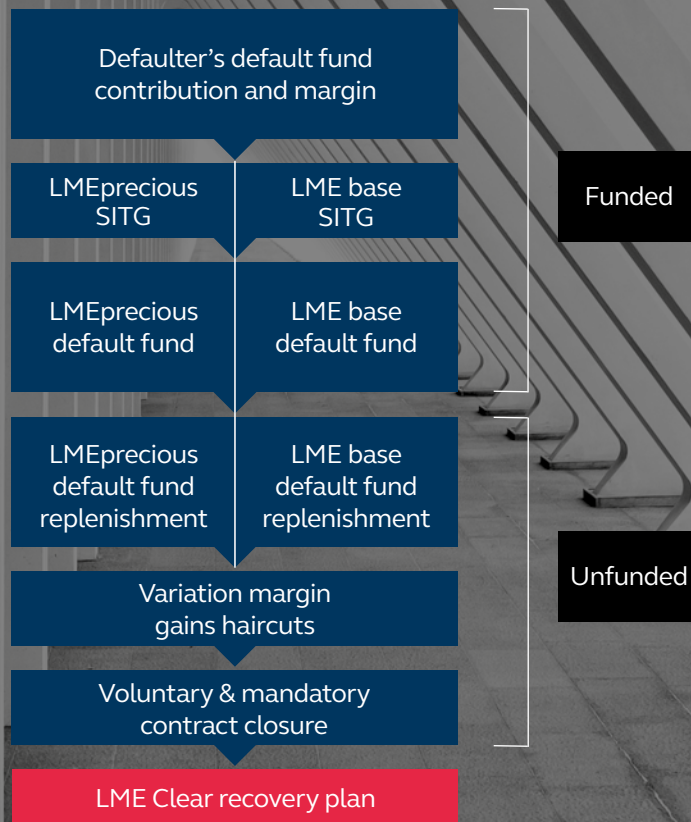 Defaulter's default fund
contribution and margin
LMEprecious
SITG
LME base
SITG
Funded
LMEprecious
default fund
LME base
default fund
LMEprecious
default fund
replenishment
LME base
default fund
replenishment
Unfunded
Variation margin
gains haircuts
Voluntary & mandatory
contract closure
LME Clear recovery plan